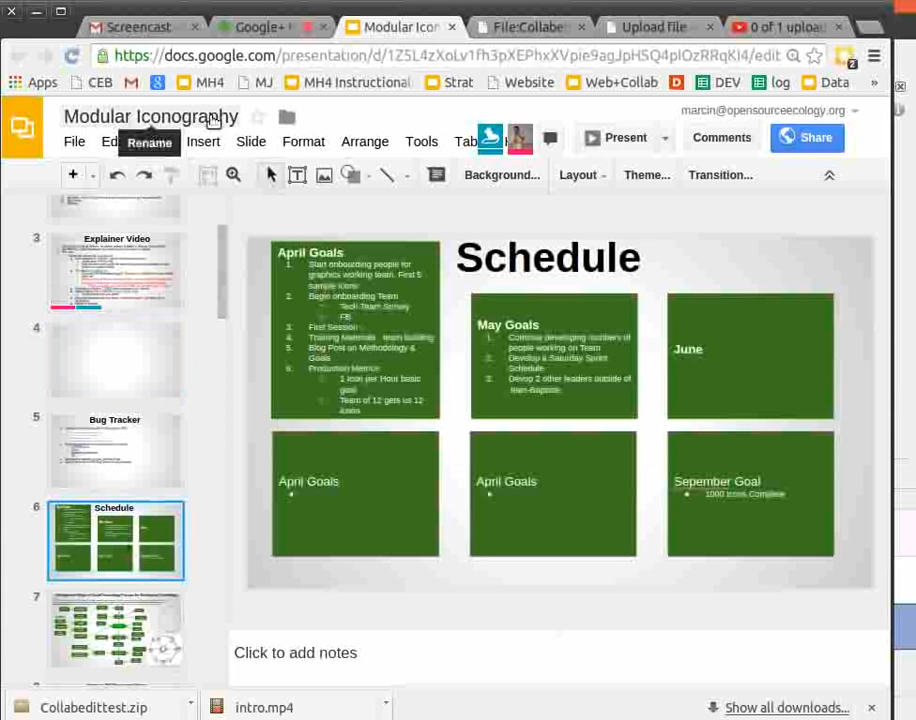 Screencast
Google+
Modular Icon
File:Collabe
Upload file
0 of 1 upload
https://docs.google.com/presentation/d/1Z5L4zXoLv1fh3pXEPhxXVpie9agJpHSQ4pIOzRRqKI4/edit
Apps
CEB
MH4
MJ
MH4 Instructional
Strat
Website
Web+Collab
DEV
log
Data
»
2
Modular Iconography
marcin@opensourceecology.org
File
Insert
Slide
Format
Arrange
Tools
Rename
Present
Comments
Share
Background...
Layout
Theme...
Transition...
3
Explainer Video
4
5
Bug Tracker
6
Schedule
7
Schedule
April Goals
1. Start onboarding people for
graphics working team. First 5
sample icons
2. Begin onboarding Team
Tech Team Survey
FB
3. First Session
4. Training Materials team building
5. Blog Post on Methodology &
Goals
6. Production Metrics
1 Icon per Hour basic
goal
Team of 12 gets us 12
icons
May Goals
1. Continue developing numbers of
people working on Team
2. Develop a Saturday Sprint
Schedule
3. Devop 2 other leaders outside of
June
April Goals
April Goals
Sepember Goal
1000 Icons Complete
Click to add notes
Collabedittest.zip
intro.mp4
Show all downloads...